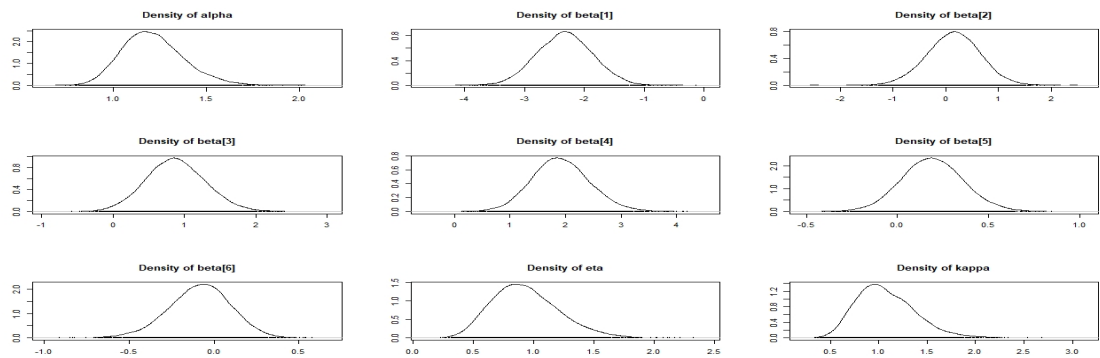 Density of alpha
0.0 1.0 2.0
1.0 1.5 2.0
Density of beta[1]
0.0 0.4 0.8
-4 -3 -2 -1 0
Density of beta[2]
0.0 0.4 0.8
-2 -1 0 1 2
Density of beta[3]
0.0 0.4 0.8
-1 0 1 2 3
Density of beta[4]
0.0 0.2 0.4 0.6 0.8
0 1 2 3 4
Density of beta[5]
0.0 1.0 2.0
-0.5 0.0 0.5 1.0
Density of beta[6]
0.0 1.0 2.0
-1.0 -0.5 0.0 0.5
Density of eta
0.0 0.5 1.0 1.5
0.0 0.5 1.0 1.5 2.0 2.5
Density of kappa
0.0 0.4 0.8 1.2
0.5 1.0 1.5 2.0 2.5 3.0